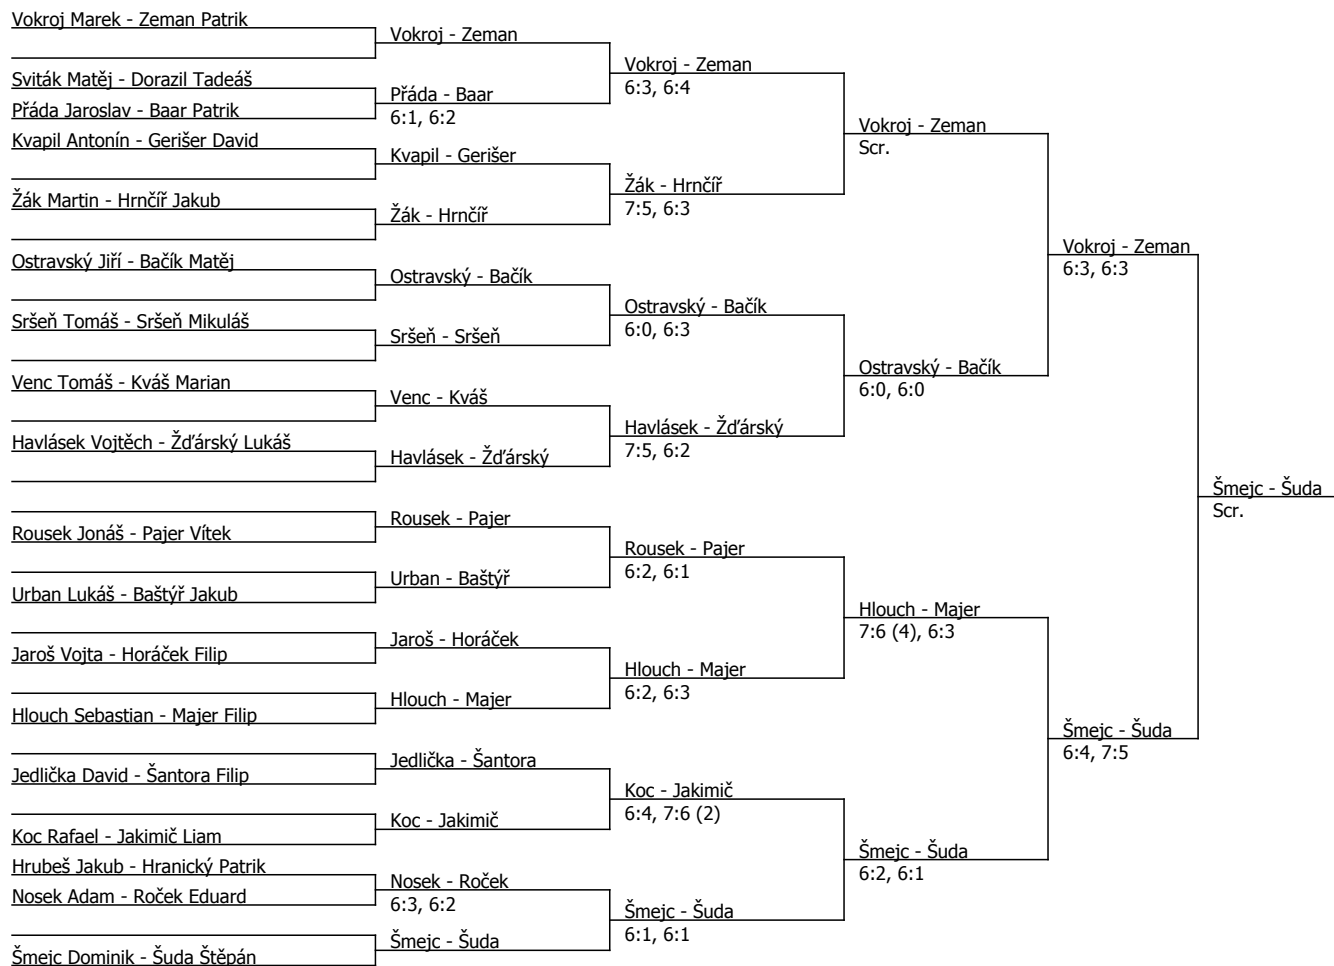 Vokroj Marek - Zeman Patrik
Sviták Matěj - Dorazil Tadeáš
Přáda Jaroslav - Baar Patrik
Kvapil Antonín - Gerišer David
Žák Martin - Hrnčíř Jakub
Ostravský Jiří - Bačík Matěj
Sršeň Tomáš - Sršeň Mikuláš
Venc Tomáš - Kváš Marian
Havlásek Vojtěch - Žďárský Lukáš
Rousek Jonáš - Pajer Vítek
Urban Lukáš - Baštýř Jakub
Jaroš Vojta - Horáček Filip
Hlouch Sebastian - Majer Filip
Jedlička David - Šantora Filip
Koc Rafael - Jakimič Liam
Hrubeš Jakub - Hranický Patrik
Nosek Adam - Roček Eduard
Šmejc Dominik - Šuda Štěpán
Vokroj - Zeman
Přáda - Baar
6:1, 6:2
Kvapil - Gerišer
Žák - Hrnčíř
Ostravský - Bačík
Sršeň - Sršeň
Venc - Kváš
Havlásek - Žďárský
Rousek - Pajer
Urban - Baštýř
Jaroš - Horáček
Hlouch - Majer
Jedlička - Šantora
Koc - Jakimič
Nosek - Roček
6:3, 6:2
Šmejc - Šuda
Vokroj - Zeman
6:3, 6:4
Žák - Hrnčíř
7:5, 6:3
Ostravský - Bačík
6:0, 6:3
Havlásek - Žďárský
7:5, 6:2
Rousek - Pajer
6:2, 6:1
Hlouch - Majer
6:2, 6:3
Koc - Jakimič
6:4, 7:6 (2)
Šmejc - Šuda
6:1, 6:1
Vokroj - Zeman
Scr.
Ostravský - Bačík
6:0, 6:0
Hlouch - Majer
7:6 (4), 6:3
Šmejc - Šuda
6:2, 6:1
Vokroj - Zeman
6:3, 6:3
Šmejc - Šuda
6:4, 7:5
Šmejc - Šuda
Scr.